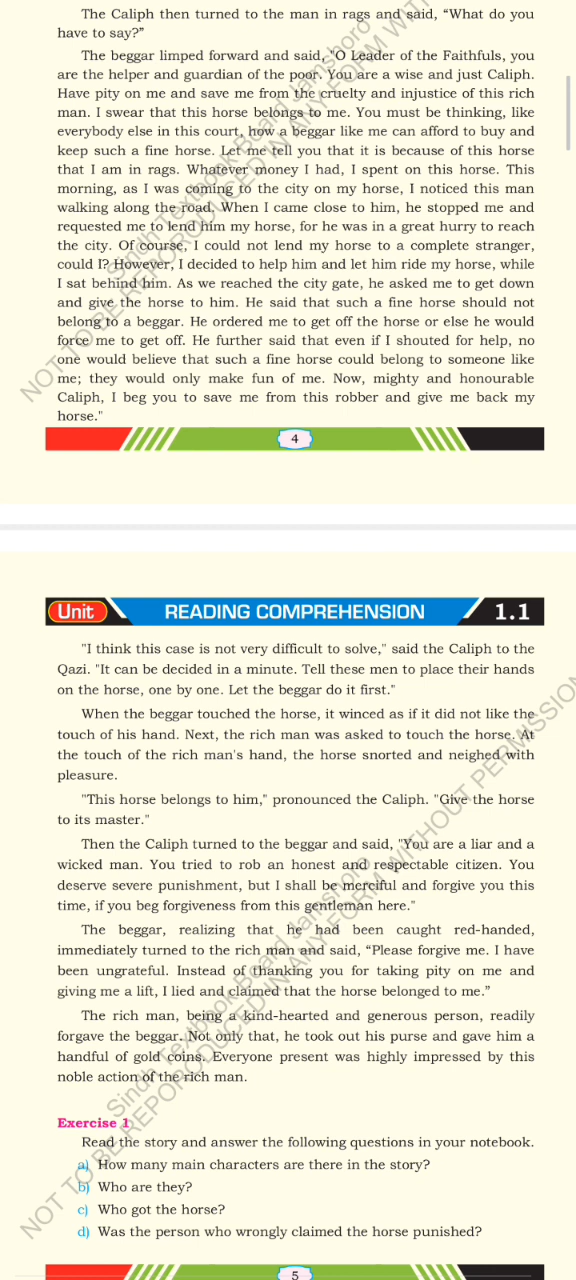 The Caliph then turned to the man in rags and said, “What do you
have to say?”
The beggar limped forward and said, "O Leader of the Faithfuls, you
are the helper and guardian of the poor. You are a wise and just Caliph.
Have pity on me and save me from the cruelty and injustice of this rich
man. I swear that this horse belongs to me. You must be thinking, like
everybody else in this court, how a beggar like me can afford to buy and
keep such a fine horse. Let me tell you that it is because of this horse
that I am in rags. Whatever money I had, I spent on this horse. This
morning, as I was coming to the city on my horse, I noticed this man
walking along the road. When I came close to him, he stopped me and
requested me to lend him my horse, for he was in a great hurry to reach
the city. Of course, I could not lend my horse to a complete stranger,
could I? However, I decided to help him and let him ride my horse, while
I sat behind him. As we reached the city gate, he asked me to get down
and give the horse to him. He said that such a fine horse should not
belong to a beggar. He ordered me to get off the horse or else he would
force me to get off. He further said that even if I shouted for help, no
one would believe that such a fine horse could belong to someone like
me; they would only make fun of me. Now, mighty and honourable
Caliph, I beg you to save me from this robber and give me back my
horse."
4
Unit READING COMPREHENSION 1.1
"I think this case is not very difficult to solve," said the Caliph to the
Qazi. "It can be decided in a minute. Tell these men to place their hands
on the horse, one by one. Let the beggar do it first."
When the beggar touched the horse, it winced as if it did not like the
touch of his hand. Next, the rich man was asked to touch the horse. At
the touch of the rich man's hand, the horse snorted and neighed with
pleasure.
"This horse belongs to him," pronounced the Caliph. "Give the horse
to its master."
Then the Caliph turned to the beggar and said, "You are a liar and a
wicked man. You tried to rob an honest and respectable citizen. You
deserve severe punishment, but I shall be merciful and forgive you this
time, if you beg forgiveness from this gentleman here."
The beggar, realizing that he had been caught red-handed,
immediately turned to the rich man and said, “Please forgive me. I have
been ungrateful. Instead of thanking you for taking pity on me and
giving me a lift, I lied and claimed that the horse belonged to me.”
The rich man, being a kind-hearted and generous person, readily
forgave the beggar. Not only that, he took out his purse and gave him a
handful of gold coins. Everyone present was highly impressed by this
noble action of the rich man.
Exercise 1
Read the story and answer the following questions in your notebook.
a) How many main characters are there in the story?
b) Who are they?
c) Who got the horse?
d) Was the person who wrongly claimed the horse punished?
5
Sindh Textbook Board Jamshoro
NOT TO BE REPOPRODUCED IN ANY FORM WITHOUT PERMISSION